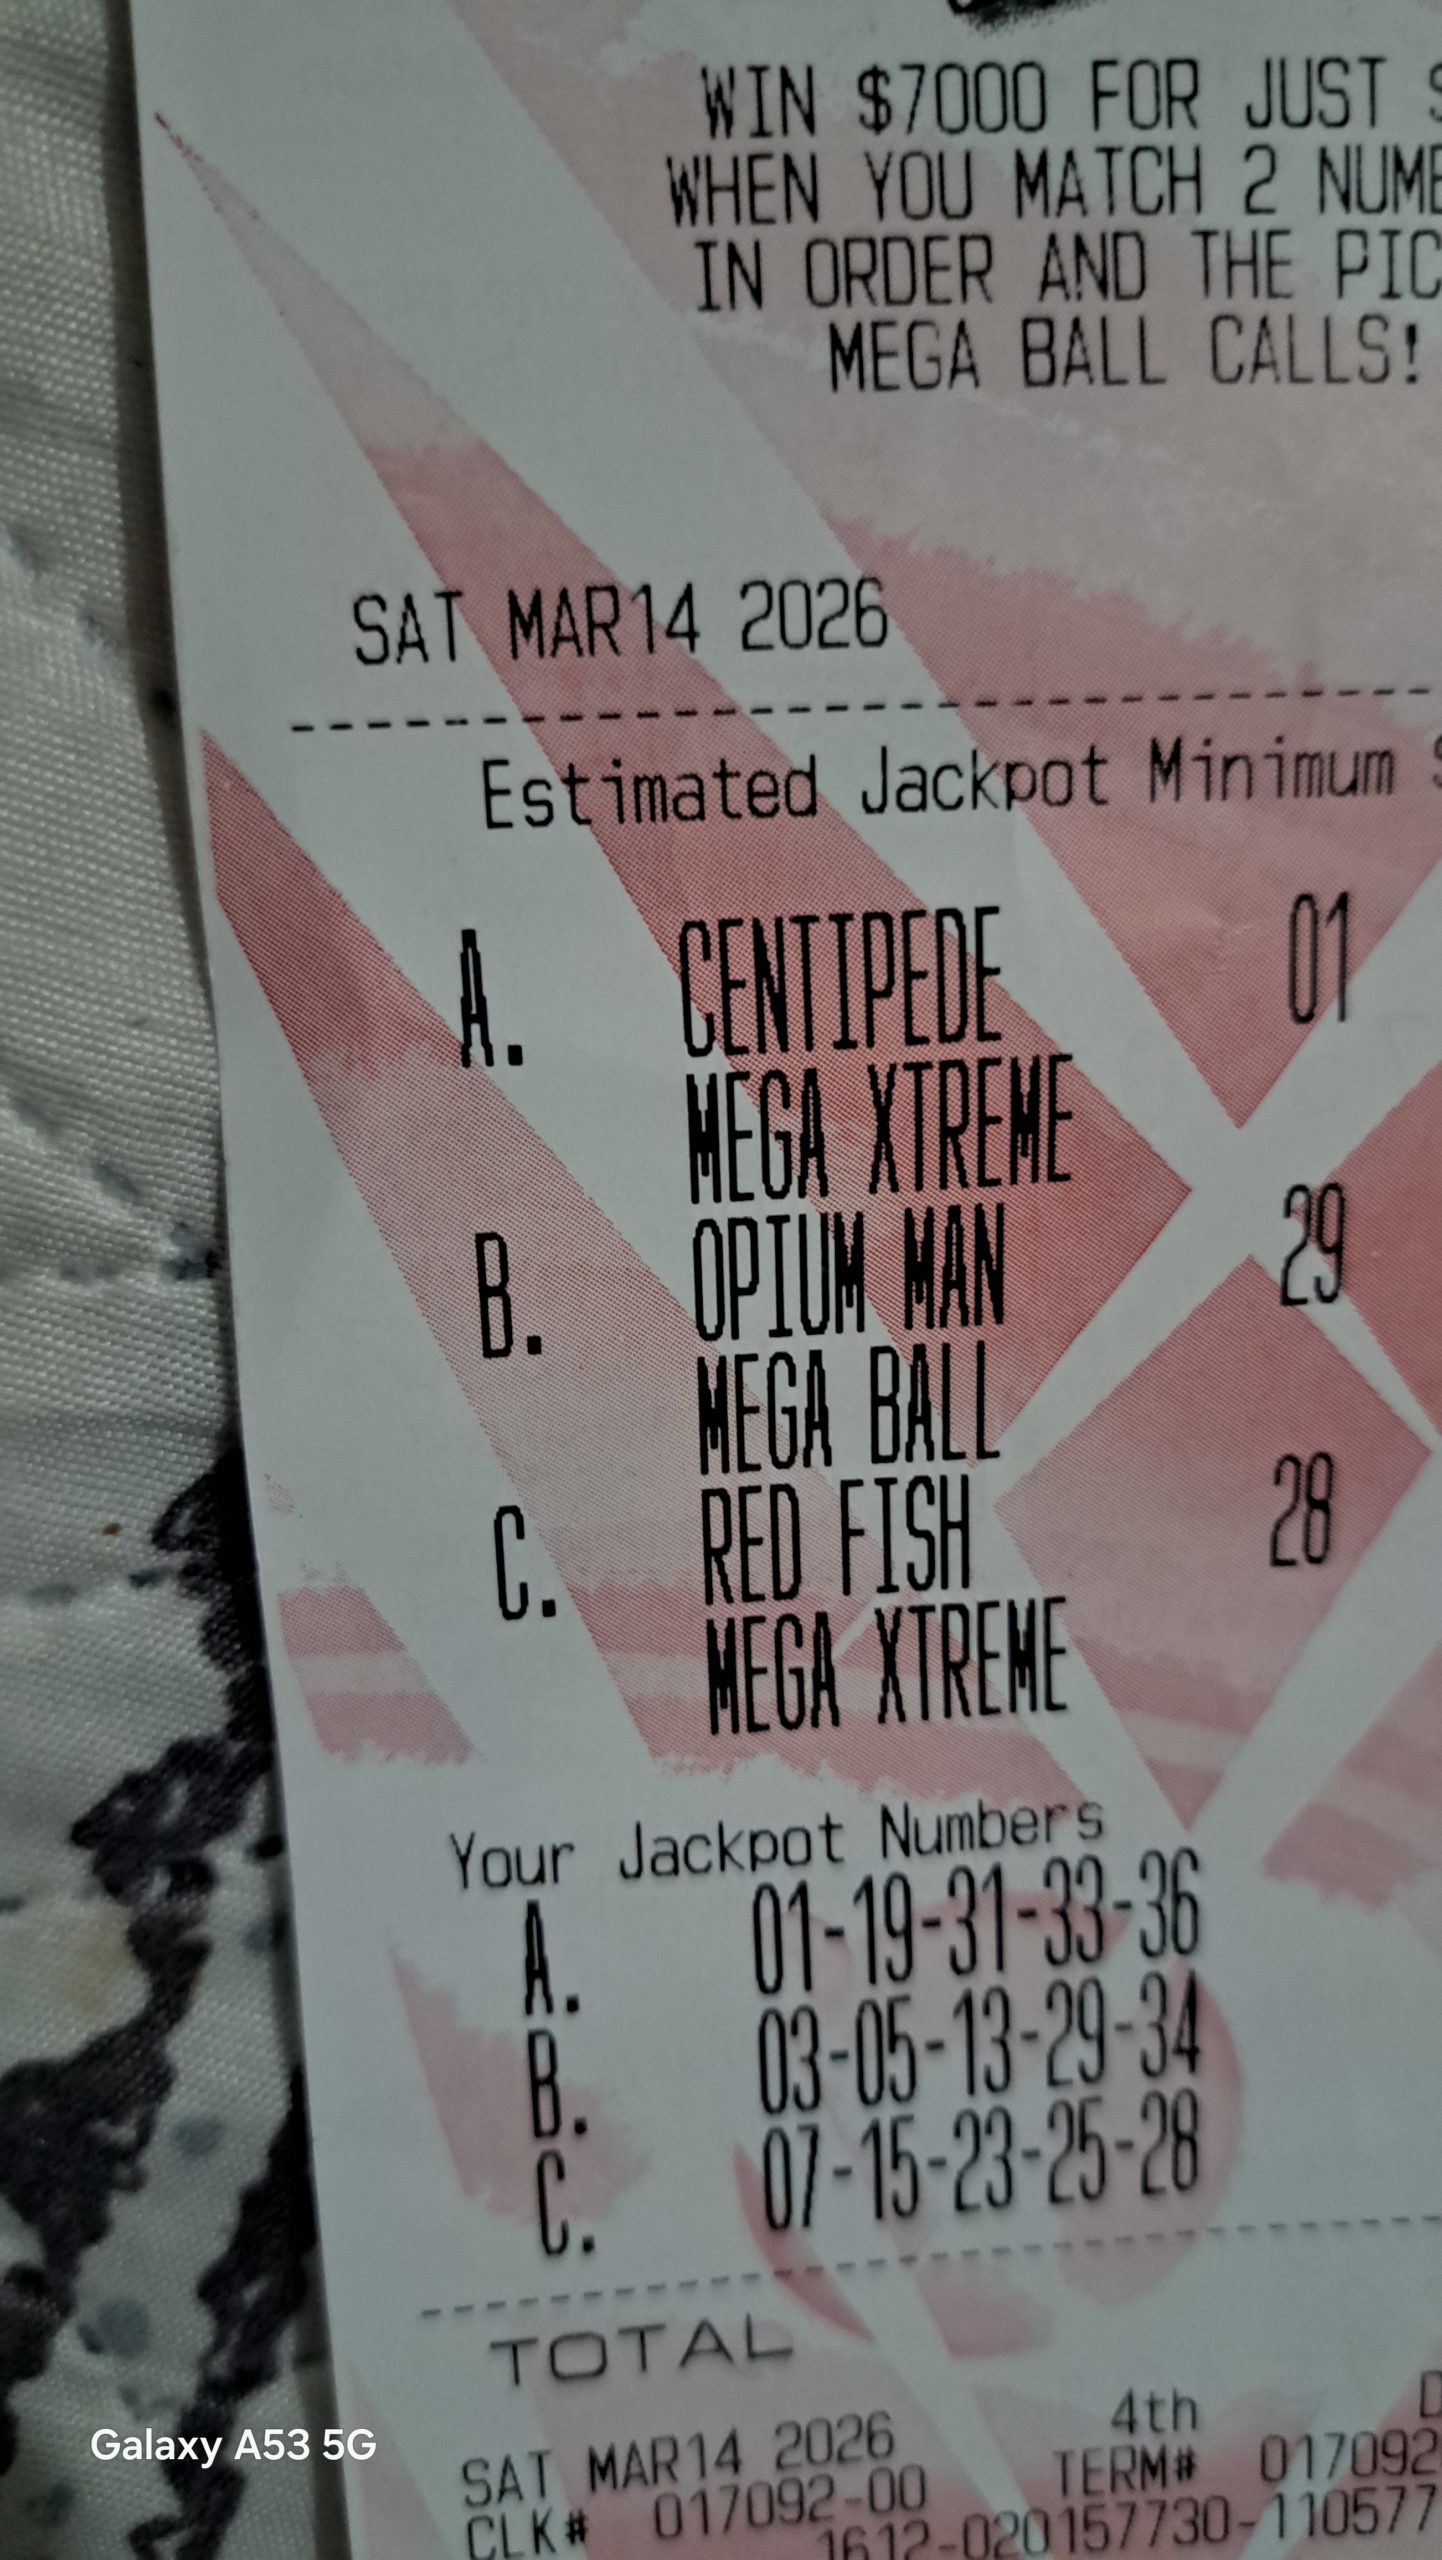 WIN $7000 FOR JUST
WHEN YOU MATCH 2
IN ORDER AND THE
MEGA BALL CALLS!
SAT MAR14 2026
Estimated Jackpot Minimum
A. CENTIPEDE 01
MEGA XTREME
B. OPIUM MAN 29
MEGA BALL
C. RED FISH 28
MEGA XTREME
Your Jackpot Numbers
A. 01-19-31-33-36
B. 03-05-13-29-34
C. 07-15-23-25-28
TOTAL
4th
SAT MAR14 2026 TERM# 017092
CLK# 017092-00
1612-020157730-110577
Galaxy A53 5G